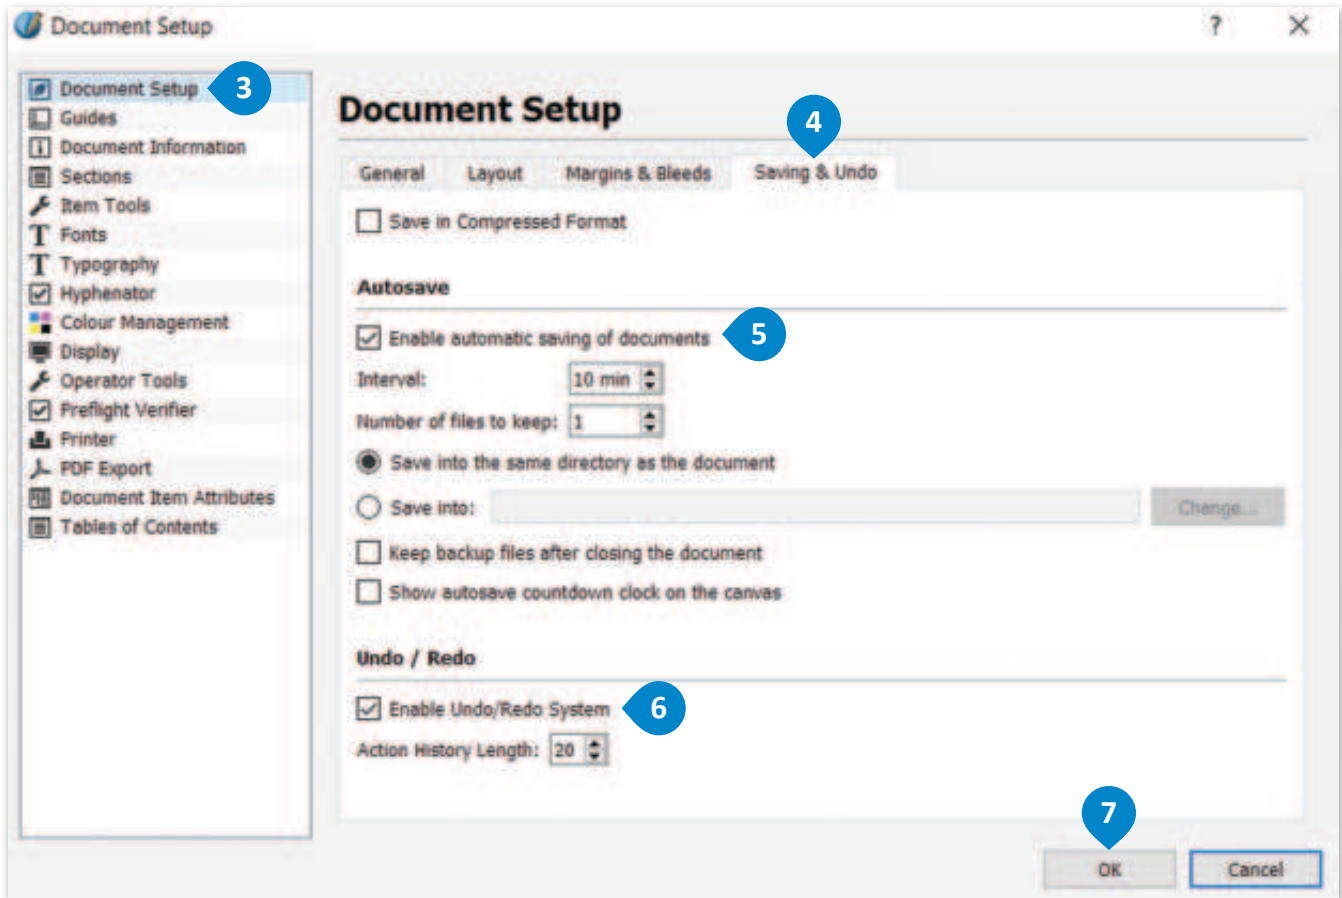 Document Setup
?
Document Setup
3
Guides
Document Information
Sections
Item Tools
Fonts
Typography
Hyphenator
Colour Management
Display
Operator Tools
Preflight Verifier
Printer
PDF Export
Document Item Attributes
Tables of Contents
Document Setup
4
General Layout Margins & Bleeds Saving & Undo
Save in Compressed Format
Autosave
Enable automatic saving of documents
5
Interval: 10 min
Number of files to keep: 1
Save into the same directory as the document
Save into: Change...
Keep backup files after closing the document
Show autosave countdown clock on the canvas
Undo / Redo
Enable Undo/Redo System
6
Action History Length: 20
7
OK Cancel